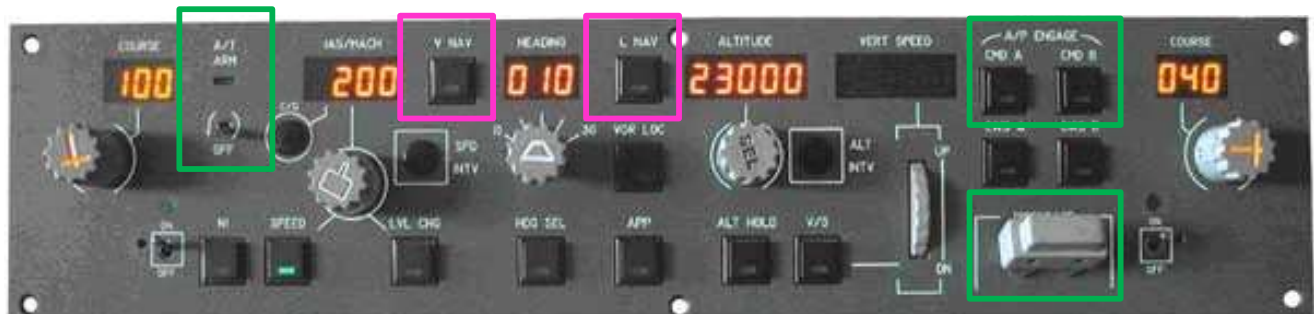 COURSE A/T IAS/MACH V NAV HEADING L NAV ALTITUDE VERT SPEED A/P ENGAGE COURSE
ARM CMD A CMD B
100 200 010 23000 040
C/O
OFF 10 30 VOR LOC
SPD ALT UP
INTV SEL INTV
ON N1 SPEED LVL CHG HDG SEL APP ALT HOLD V/S ON
OFF DN OFF